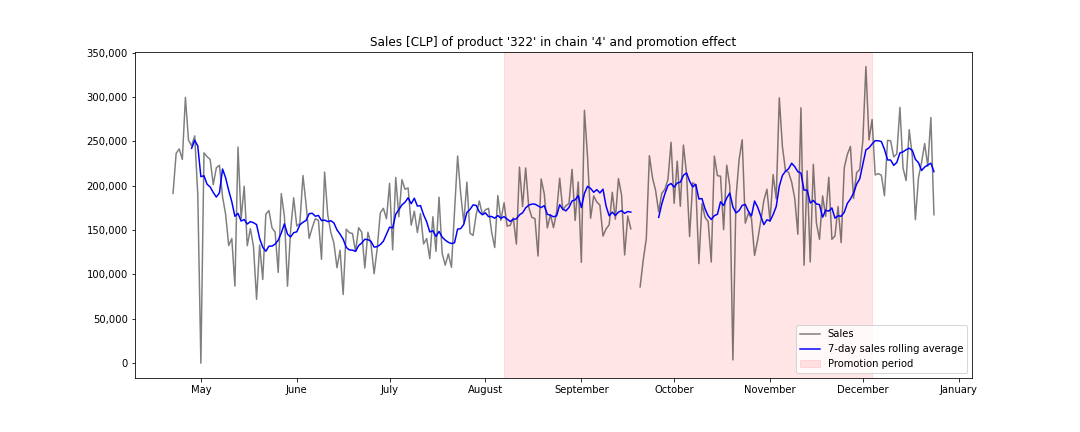 Sales [CLP] of product '322' in chain '4' and promotion effect
350,000
300,000
250,000
200,000
150,000
100,000
50,000
0
May June July August September October November December January
Sales
7-day sales rolling average
Promotion period